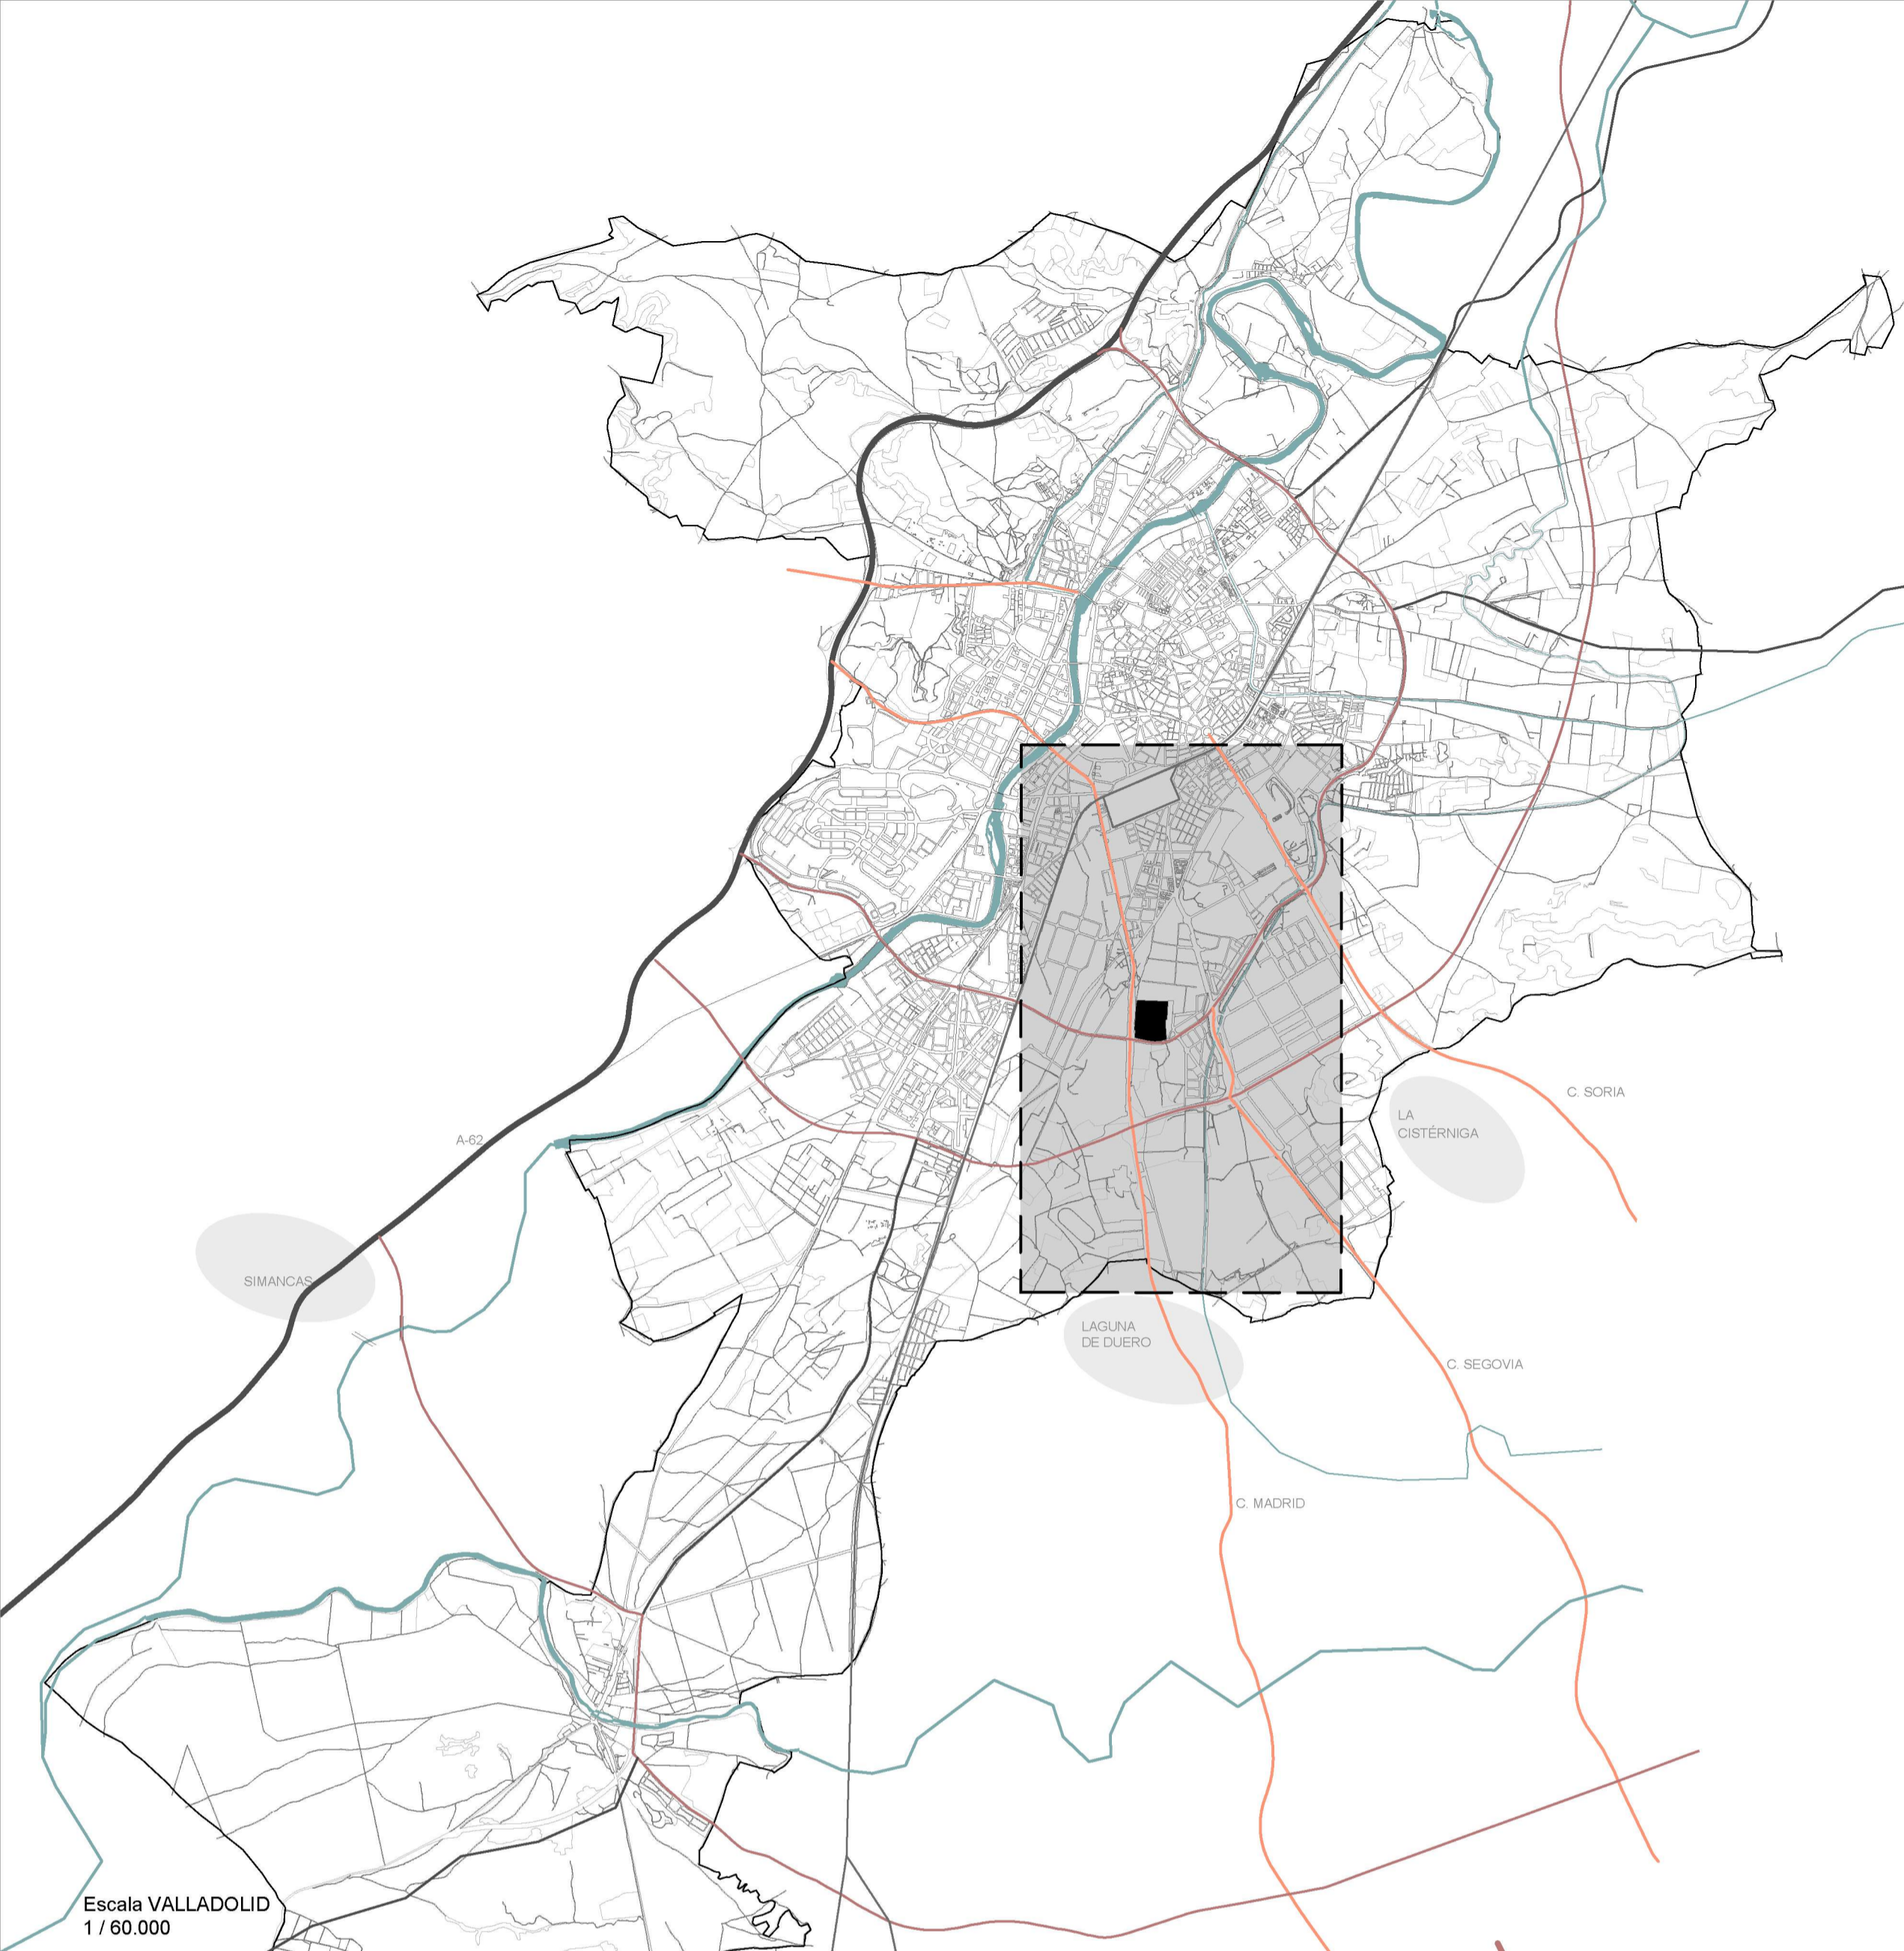 C. SORIA
LA
CISTÉRNIGA
A-62
SIMANCAS
LAGUNA
DE DUERO
C. SEGOVIA
C. MADRID
Escala VALLADOLID
1 / 60.000